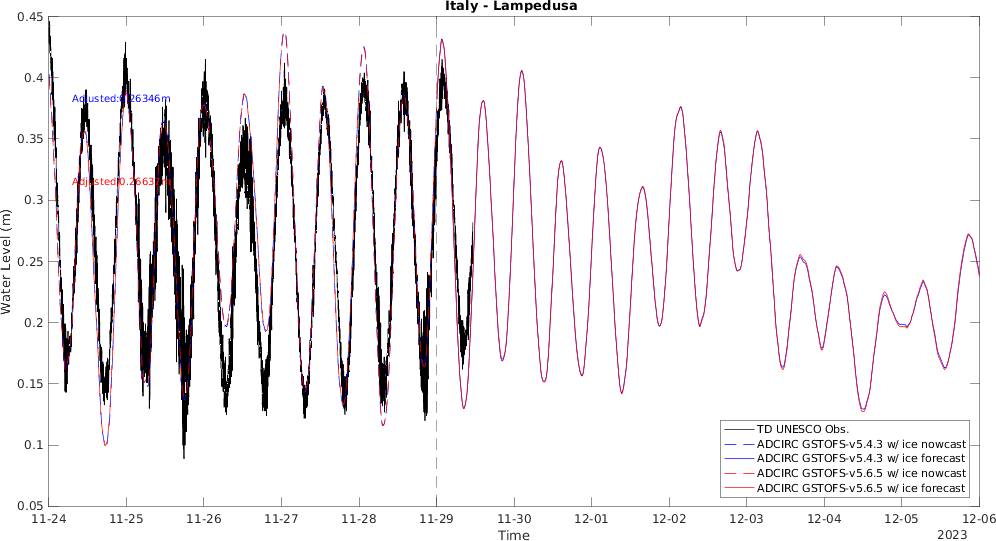 Italy - Lampedusa
0.45
0.4
0.35
0.3
0.25
0.2
0.15
0.1
0.05
Water Level (m)
Adjusted:0.26346m
11-24
11-25
11-26
11-27
11-28
11-29
11-30
12-01
12-02
12-03
12-04
12-05
12-06
Time
2023
TD UNESCO Obs.
ADCIRC GSTOFS-v5.4.3 w/ ice nowcast
ADCIRC GSTOFS-v5.4.3 w/ ice forecast
ADCIRC GSTOFS-v5.6.5 w/ ice nowcast
ADCIRC GSTOFS-v5.6.5 w/ ice forecast